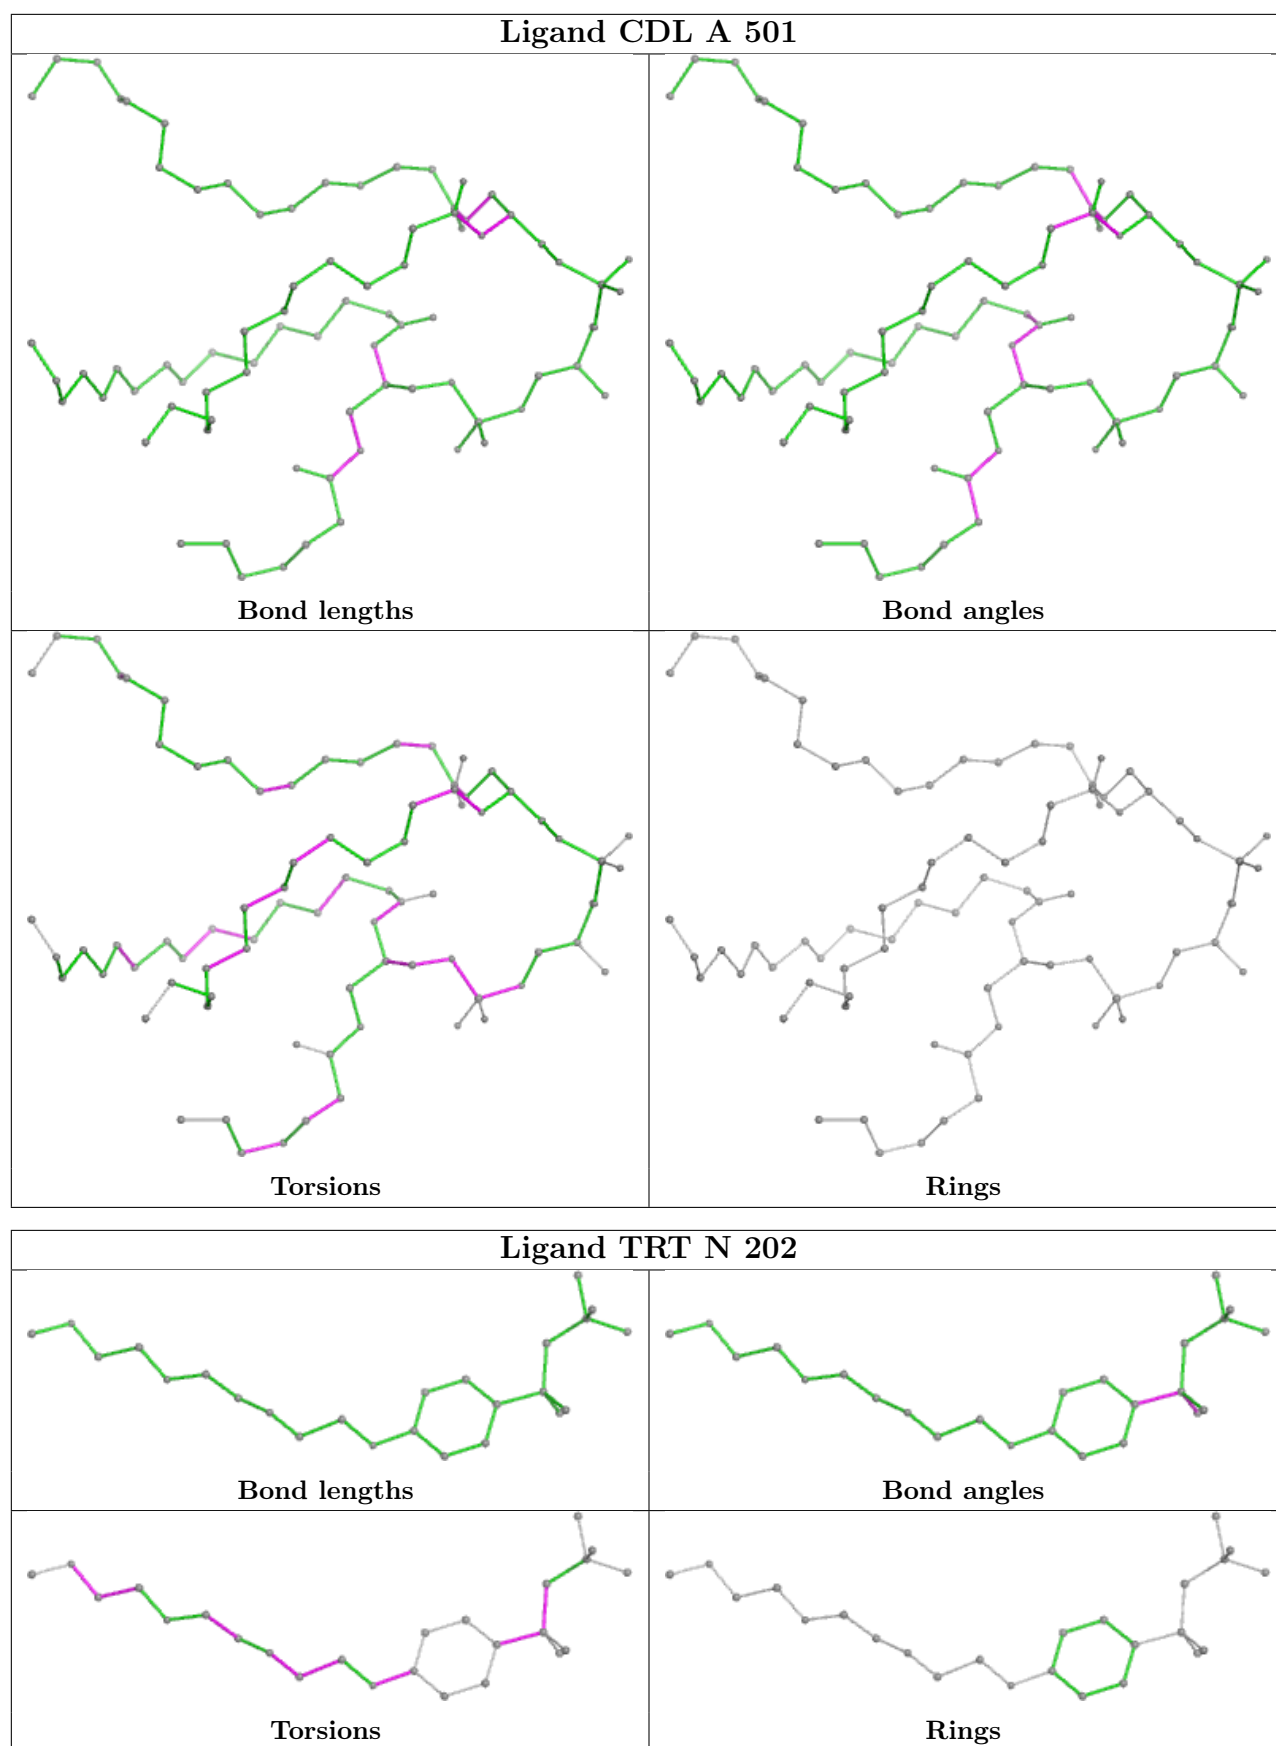 Ligand CDL A 501
Bond lengths
Bond angles
Torsions
Rings
Ligand TRT N 202
Bond lengths
Bond angles
Torsions
Rings